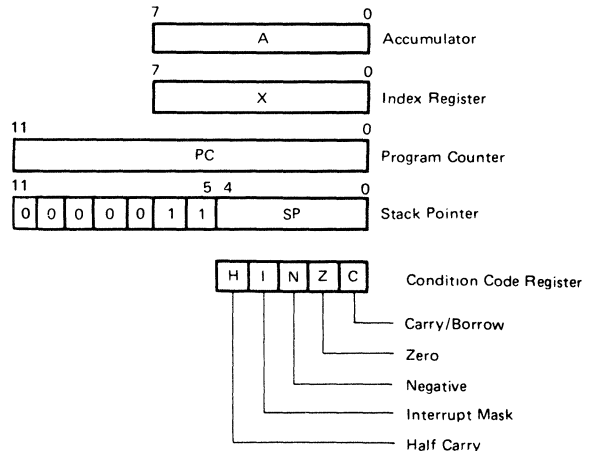 7 0
A Accumulator
7 0
X Index Register
11 0
PC Program Counter
11 5 4 0
0 0 0 0 0 1 1 SP Stack Pointer
H I N Z C Condition Code Register
Carry/Borrow
Zero
Negative
Interrupt Mask
Half Carry